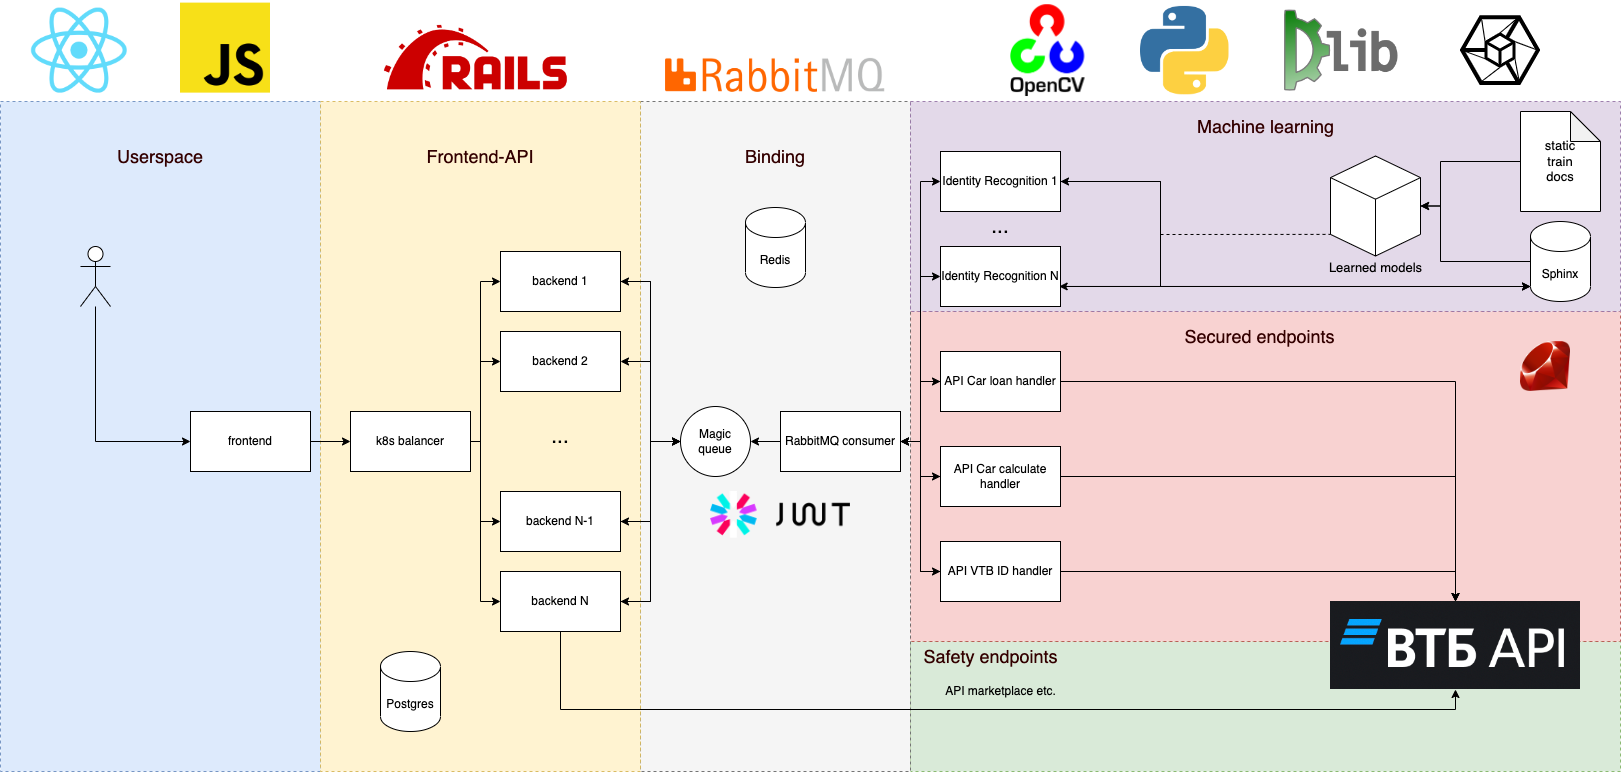 JS
RAILS
RabbitMQ
OpenCV
Dlib
Userspace
Frontend-API
Binding
Machine learning
static
train
docs
Identity Recognition 1
...
Identity Recognition N
Learned models
Sphinx
Redis
backend 1
backend 2
...
backend N-1
backend N
frontend
k8s balancer
Magic
queue
RabbitMQ consumer
JWT
Secured endpoints
API Car loan handler
API Car calculate
handler
API VTB ID handler
ВТБ API
Postgres
Safety endpoints
API marketplace etc.